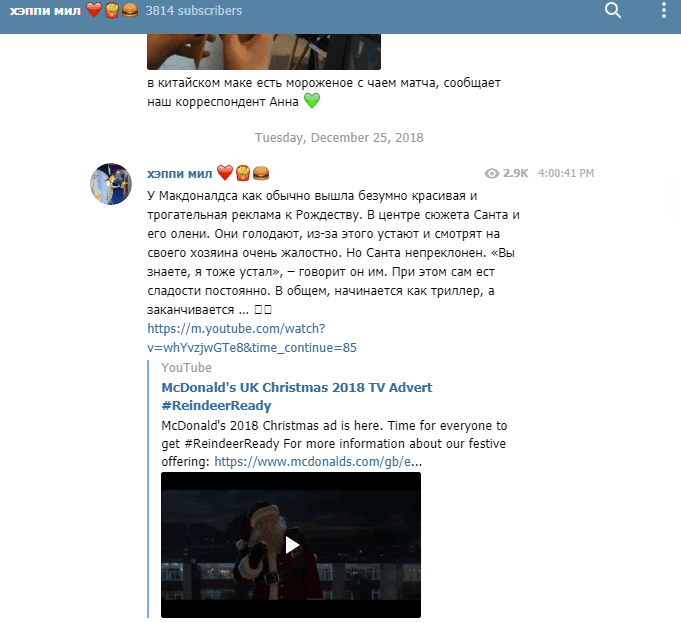 хэппи мил ❤️🍟🍔 3814 subscribers
в китайском маке есть мороженое с чаем матча, сообщает
наш корреспондент Анна 💚
Tuesday, December 25, 2018
хэппи мил ❤️🍟🍔 2.9K 4:00:41 PM
У Макдоналдса как обычно вышла безумно красивая и
трогательная реклама к Рождеству. В центре сюжета Санта и
его олени. Они голодают, из-за этого устают и смотрят на
своего хозяина очень жалостно. Но Санта непреклонен. «Вы
знаете, я тоже устал», – говорит он им. При этом сам ест
сладости постоянно. В общем, начинается как триллер, а
заканчивается ...
https://m.youtube.com/watch?
v=whYvzjwGTe8&time_continue=85
YouTube
McDonald's UK Christmas 2018 TV Advert
#ReindeerReady
McDonald's 2018 Christmas ad is here. Time for everyone to
get #ReindeerReady For more information about our festive
offering: https://www.mcdonalds.com/gb/e...